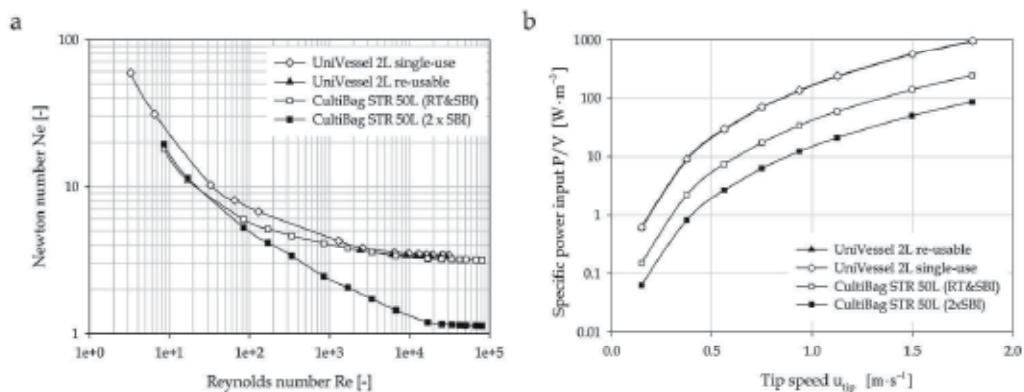 a
Newton number Ne [-]
100
10
1
1e+0
1e+1
1e+2
1e+3
1e+4
1e+5
Reynolds number Re [-]
UniVessel 2L single-use
UniVessel 2L re-usable
CultiBag STR 50L (RT&SBI)
CultiBag STR 50L (2 x SBI)
b
Specific power input P/V [W·m⁻³]
1000
100
10
1
0.1
0.01
0.0
0.5
1.0
1.5
2.0
Tip speed utip [m·s⁻¹]
UniVessel 2L re-usable
UniVessel 2L single-use
CultiBag STR 50L (RT&SBI)
CultiBag STR 50L (2xSBI)